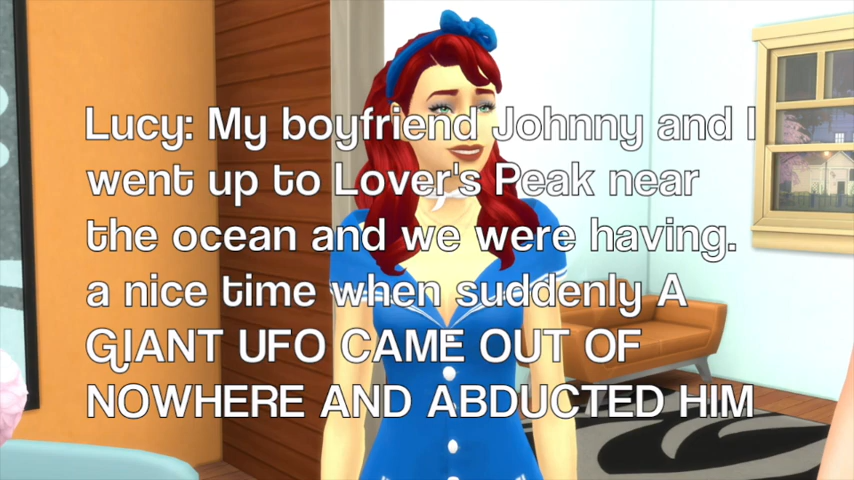 Lucy: My boyfriend Johnny and I
went up to Lover's Peak near
the ocean and we were having.
a nice time when suddenly A
GIANT UFO CAME OUT OF
NOWHERE AND ABDUCTED HIM